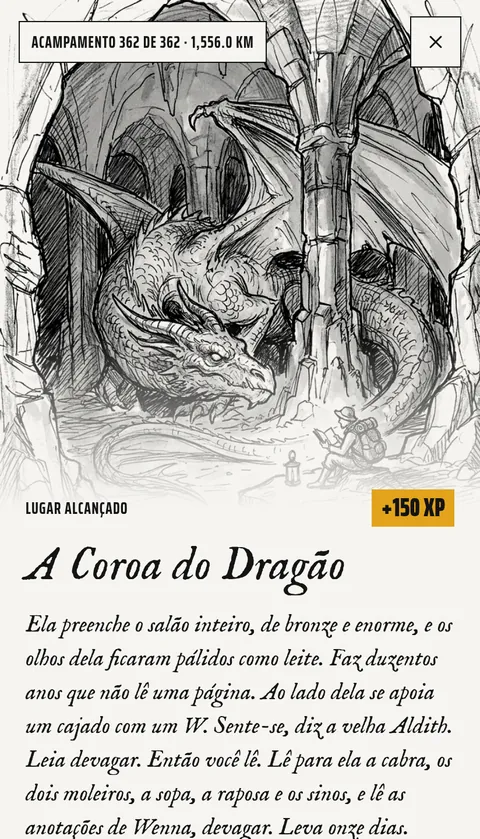 ACAMPAMENTO 362 DE 362 · 1,556.0 KM
×
LUGAR ALCANÇADO
+150 XP
A Coroa do Dragão
Ela preenche o salão inteiro, de bronze e enorme, e os
olhos dela ficaram pálidos como leite. Faz duzentos
anos que não lê uma página. Ao lado dela se apoia
um cajado com um W. Sente-se, diz a velha Aldith.
Leia devagar. Então você lê. Lê para ela a cabra, os
dois moleiros, a sopa, a raposa e os sinos, e lê as
anotações de Wenna, devagar. Leva onze dias.